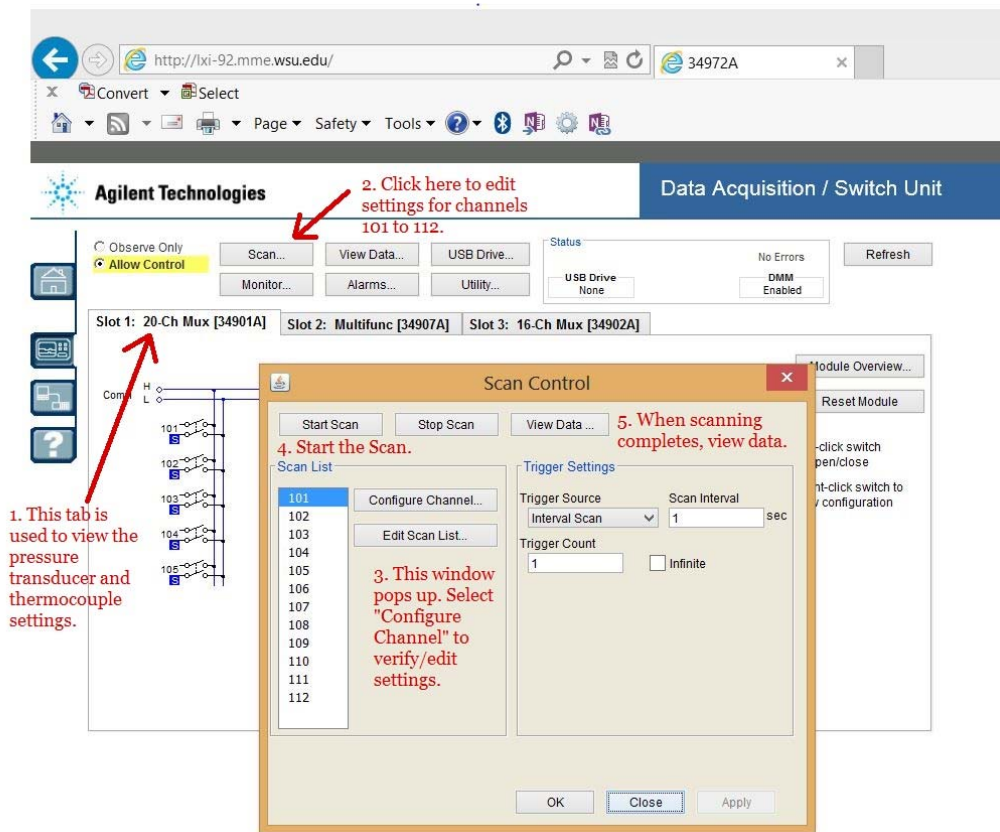 http://lxi-92.mme.wsu.edu/
34972A
x
Convert
Select
Page
Safety
Tools
Agilent Technologies
Data Acquisition / Switch Unit
2. Click here to edit
settings for channels
101 to 112.
Observe Only
Allow Control
Scan...
View Data...
USB Drive...
Monitor...
Alarms...
Utility...
Status
No Errors
USB Drive
None
DMM
Enabled
Refresh
Slot 1: 20-Ch Mux [34901A]
Slot 2: Multifunc [34907A]
Slot 3: 16-Ch Mux [34902A]
Module Overview...
Reset Module
-click switch
pen/close
ht-click switch to
v configuration
Com
H
L
101
S
102
S
103
S
104
S
105
S
1. This tab is
used to view the
pressure
transducer and
thermocouple
settings.
Scan Control
Start Scan
Stop Scan
View Data ...
4. Start the Scan.
5. When scanning
completes, view data.
Scan List
101
102
103
104
105
106
107
108
109
110
111
112
Configure Channel...
Edit Scan List...
3. This window
pops up. Select
"Configure
Channel" to
verify/edit
settings.
Trigger Settings
Trigger Source
Interval Scan
Scan Interval
1 sec
Trigger Count
1
Infinite
OK
Close
Apply